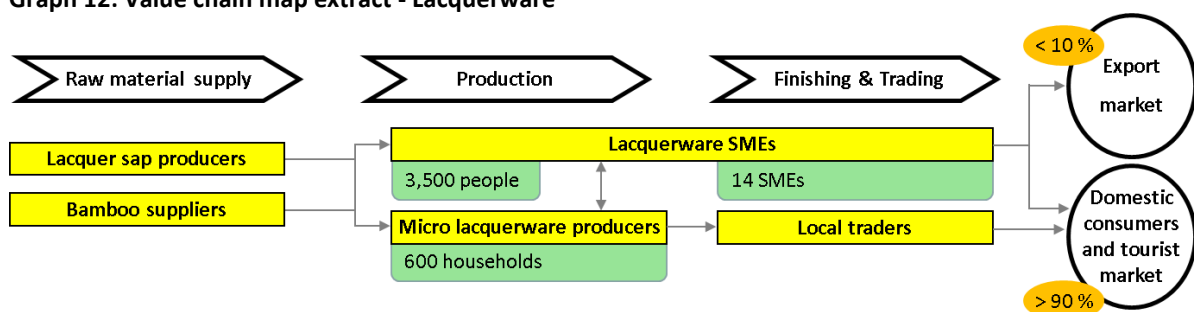 Graph 12: Value chain map extract - Lacquerware
Raw material supply
Production
Finishing & Trading
< 10 %
Export
market
Lacquer sap producers
Bamboo suppliers
Lacquerware SMEs
3,500 people
14 SMEs
Micro lacquerware producers
600 households
Local traders
Domestic
consumers
and tourist
market
> 90 %